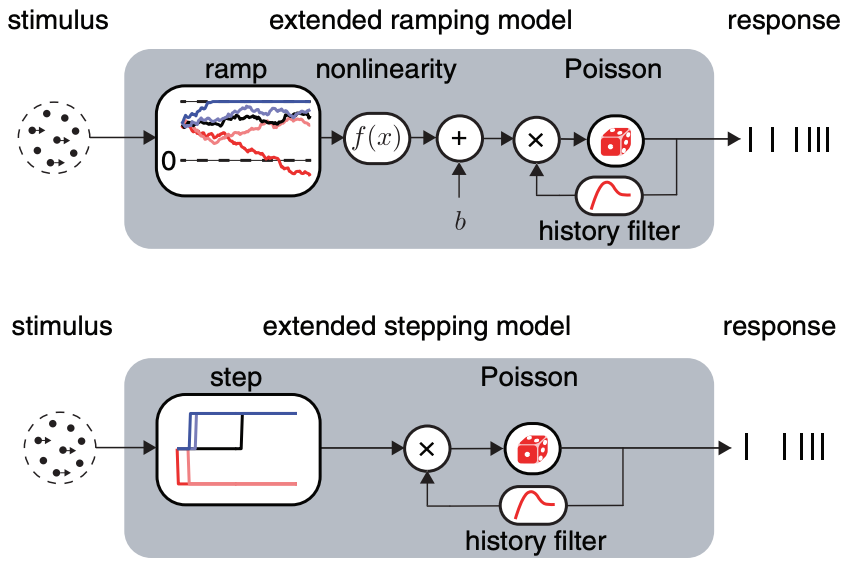 stimulus extended ramping model response
ramp nonlinearity Poisson
0 f(x) + ×
b
history filter
stimulus extended stepping model response
step Poisson
×
history filter